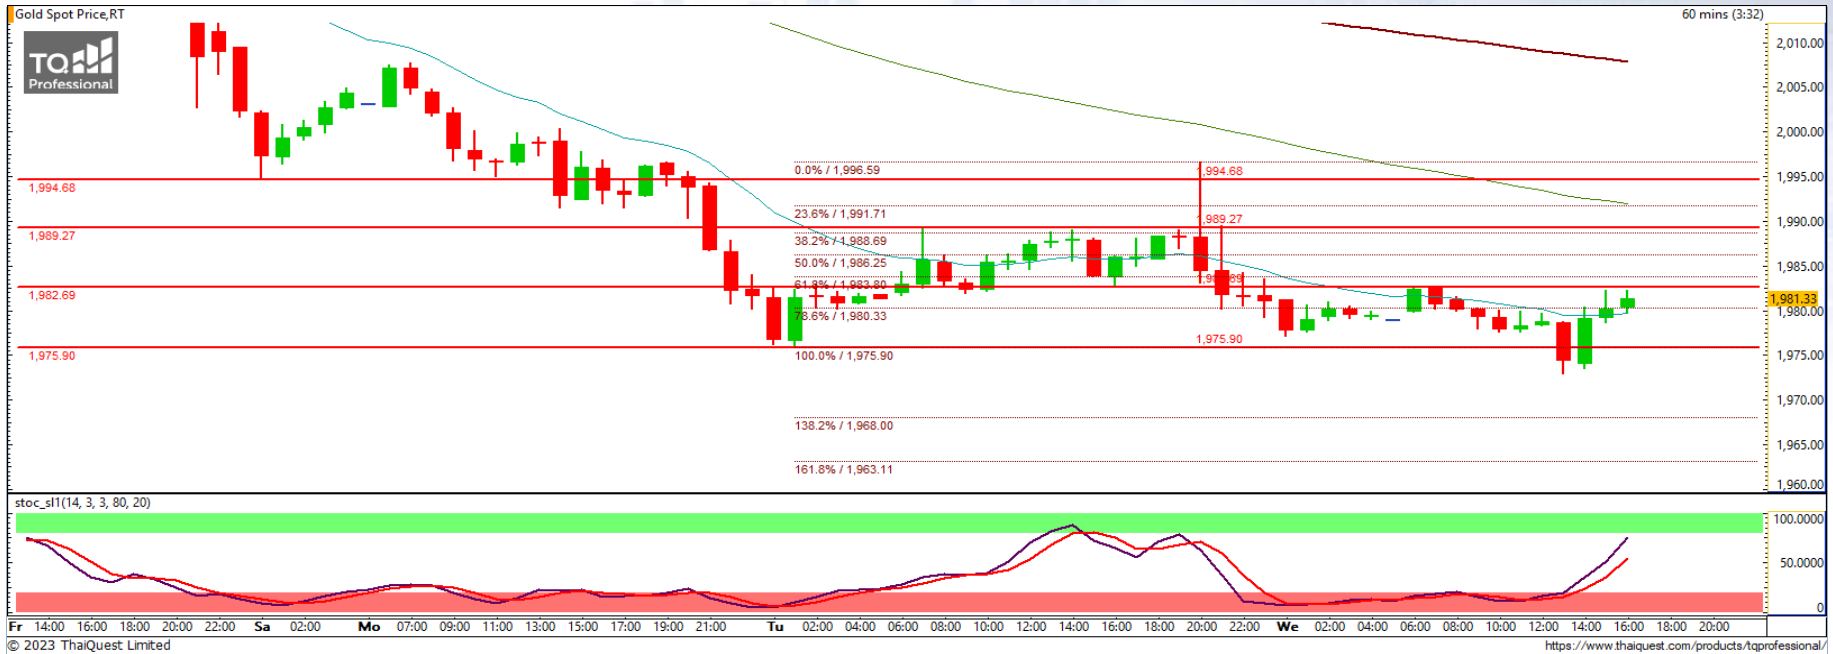 Gold Spot Price,RT
60 mins (3:32)
TQ
Professional
2,010.00
2,005.00
2,000.00
1,995.00
1,990.00
1,985.00
1,981.33
1,980.00
1,975.00
1,970.00
1,965.00
1,960.00
1,994.68
1,989.27
1,982.69
1,975.90
0.0% / 1,996.59
23.6% / 1,991.71
38.2% / 1,988.69
50.0% / 1,986.25
61.8% / 1,983.80
78.6% / 1,980.33
100.0% / 1,975.90
138.2% / 1,968.00
161.8% / 1,963.11
1,994.68
1,989.27
1,975.90
stoc_sl1(14, 3, 3, 80, 20)
100.0000
50.0000
0
Fr 14:00 16:00 18:00 20:00 22:00 Sa 02:00 Mo 07:00 09:00 11:00 13:00 15:00 17:00 19:00 21:00 Tu 02:00 04:00 06:00 08:00 10:00 12:00 14:00 16:00 18:00 20:00 22:00 We 02:00 04:00 06:00 08:00 10:00 12:00 14:00 16:00 18:00 20:00
© 2023 ThaiQuest Limited
https://www.thaiquest.com/products/tqprofessional/